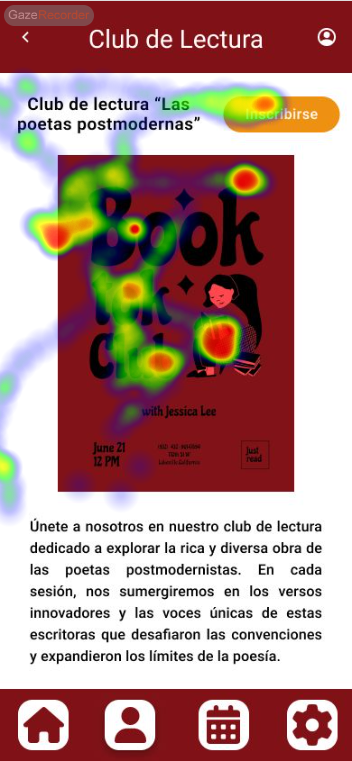 GazeRecorder
Club de Lectura
Club de lectura “Las
poetas postmodernas”
Inscribirse
Book
Club
with Jessica Lee
June 21
12 PM
Just
read
Únete a nosotros en nuestro club de lectura
dedicado a explorar la rica y diversa obra de
las poetas postmodernistas. En cada
sesión, nos sumergiremos en los versos
innovadores y las voces únicas de estas
escritoras que desafiaron las convenciones
y expandieron los límites de la poesía.